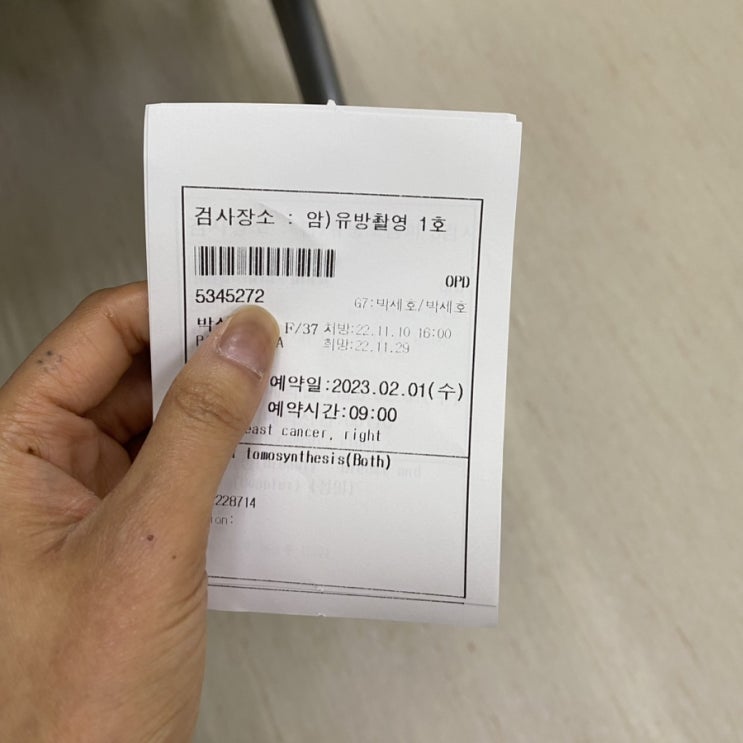 검사장소 : 암)유방촬영 1호
OPD
5345272
G7:박세호/박세호
F/37 처방:22.11.10 16:00
희망:22.11.29
예약일:2023.02.01(수)
예약시간:09:00
cancer, right
tomosynthesis(Both)
228714